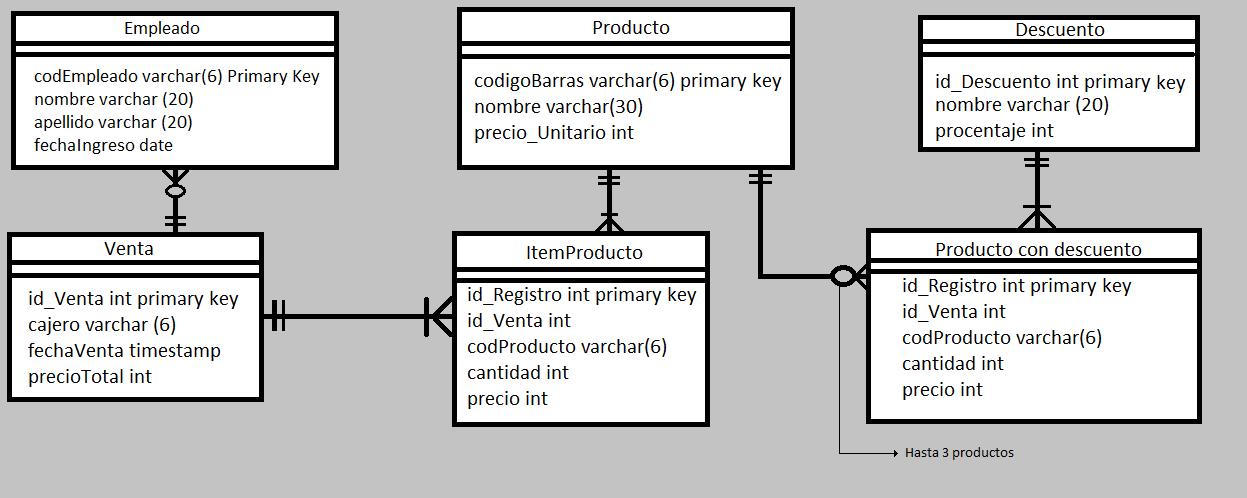 Empleado
codEmpleado varchar(6) Primary Key
nombre varchar (20)
apellido varchar (20)
fechaIngreso date
Producto
codigoBarras varchar(6) primary key
nombre varchar(30)
precio_Unitario int
Descuento
id_Descuento int primary key
nombre varchar (20)
procentaje int
Venta
id_Venta int primary key
cajero varchar (6)
fechaVenta timestamp
precioTotal int
ItemProducto
id_Registro int primary key
id_Venta int
codProducto varchar(6)
cantidad int
precio int
Producto con descuento
id_Registro int primary key
id_Venta int
codProducto varchar(6)
cantidad int
precio int
Hasta 3 productos